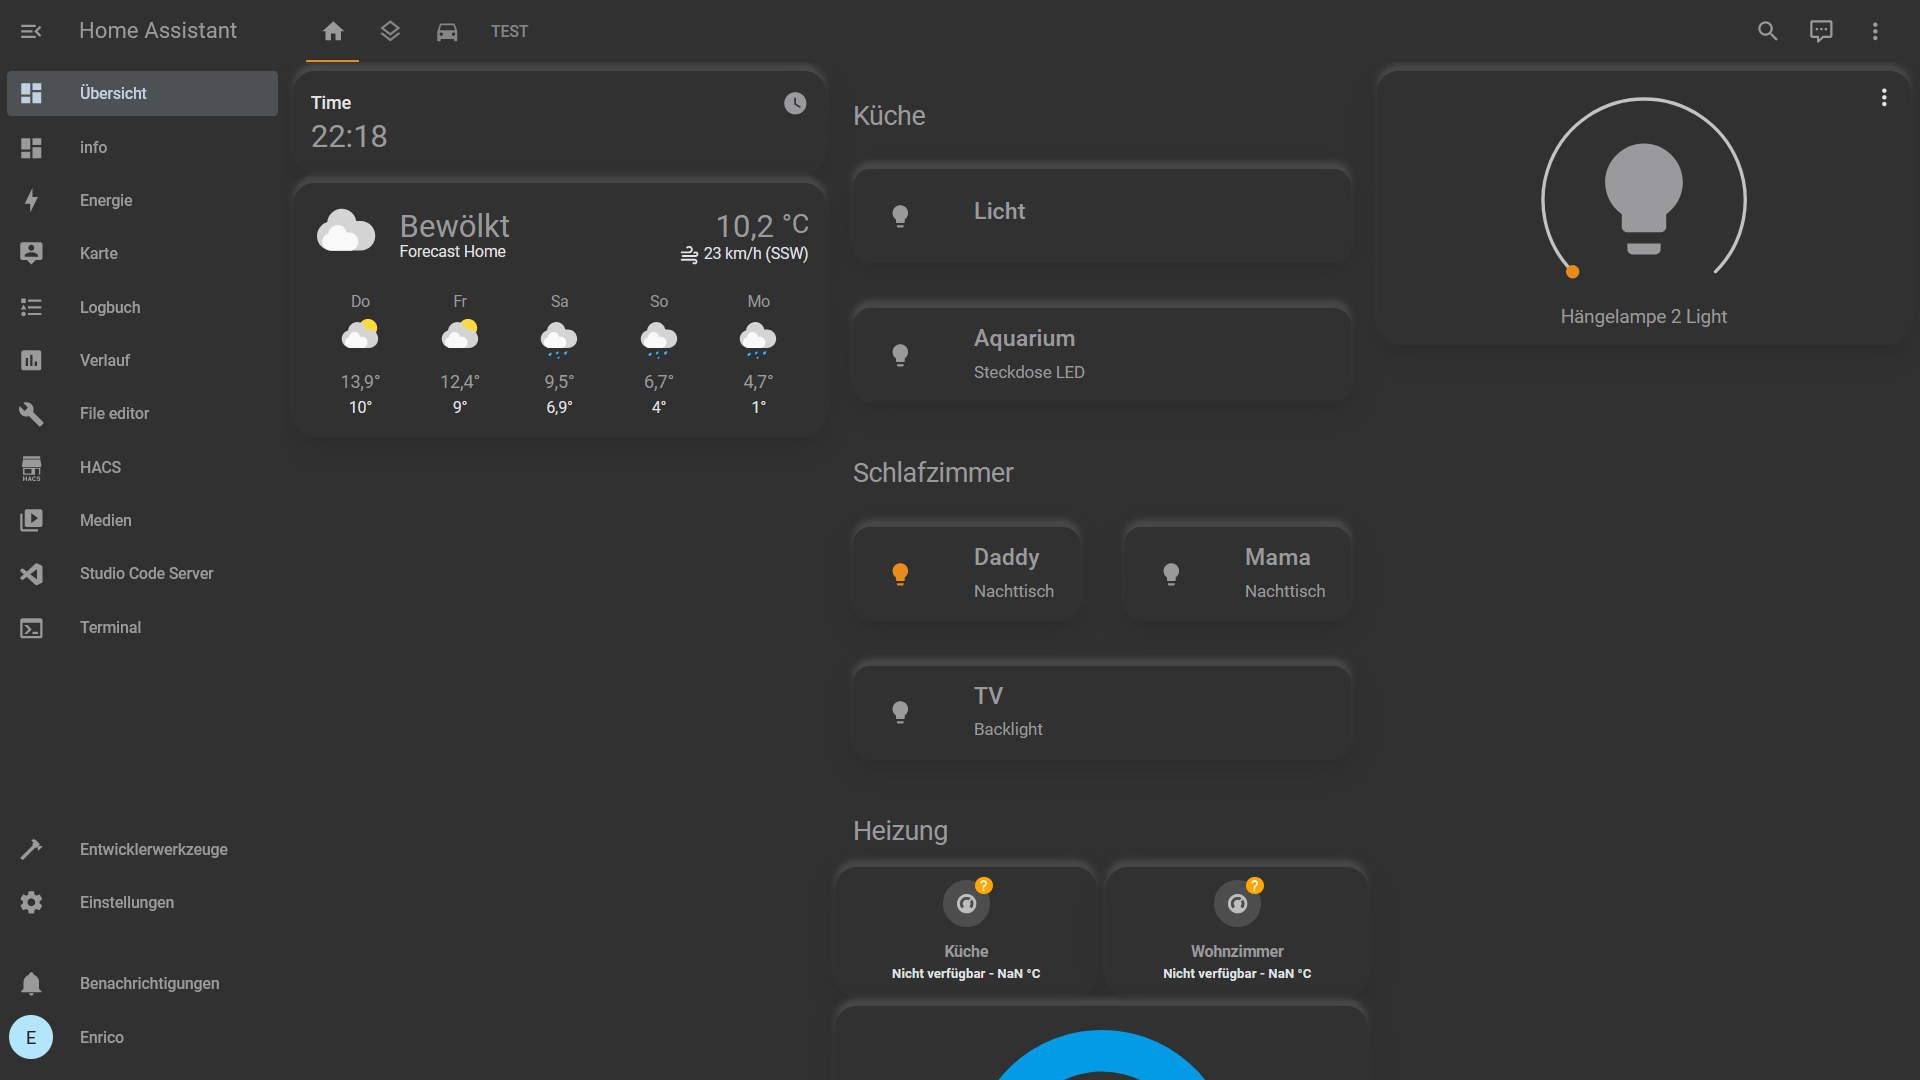 Home Assistant
TEST
Übersicht
info
Energie
Karte
Logbuch
Verlauf
File editor
HACS
HACS
Medien
Studio Code Server
Terminal
Entwicklerwerkzeuge
Einstellungen
Benachrichtigungen
E
Enrico
Time
22:18
Bewölkt
10,2 °C
Forecast Home
23 km/h (SSW)
Do Fr Sa So Mo
13,9° 12,4° 9,5° 6,7° 4,7°
10° 9° 6,9° 4° 1°
Küche
Licht
Aquarium
Steckdose LED
Schlafzimmer
Daddy
Nachttisch
Mama
Nachttisch
TV
Backlight
Heizung
?
Küche
Nicht verfügbar - NaN °C
?
Wohnzimmer
Nicht verfügbar - NaN °C
Hängelampe 2 Light